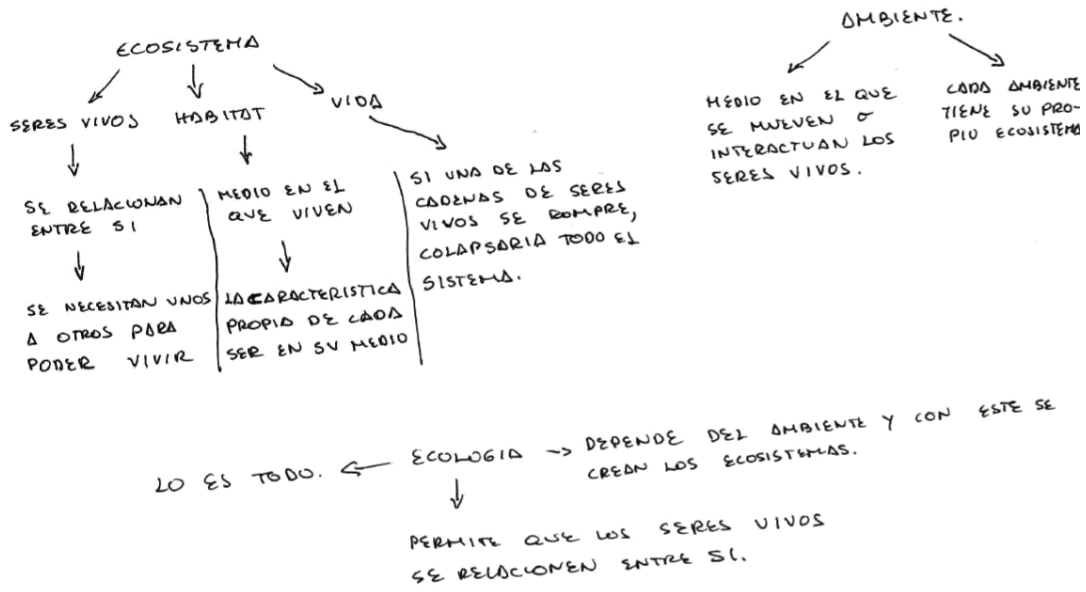 ECOSISTEMA
SERES VIVOS
HABITAT
VIDA
SE RELACIONAN
ENTRE SI
SE NECESITAN UNOS
A OTROS PARA
PODER VIVIR
MEDIO EN EL
QUE VIVEN
LA CARACTERISTICA
PROPIA DE CADA
SER EN SU MEDIO
SI UNA DE LAS
CADENAS DE SERES
VIVOS SE ROMPRE,
COLAPSARIA TODO EL
SISTEMA.
AMBIENTE.
MEDIO EN EL QUE
SE MUEVEN O
INTERACTUAN LOS
SERES VIVOS.
CADA AMBIENTE
TIENE SU PRO-
PIO ECOSISTEMA
ECOLOGIA
LO ES TODO.
DEPENDE DEL AMBIENTE Y CON ESTE SE
CREAN LOS ECOSISTEMAS.
PERMITE QUE LOS SERES VIVOS
SE RELACIONEN ENTRE SI.